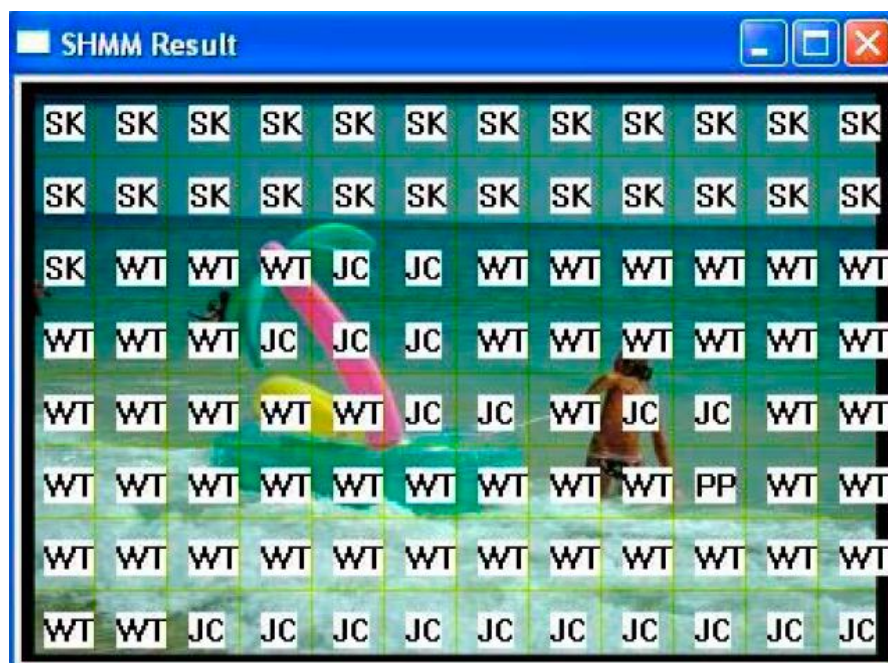 SHMM Result
SK SK SK SK SK SK SK SK SK SK SK SK
SK SK SK SK SK SK SK SK SK SK SK SK
SK WT WT WT JC JC WT WT WT WT WT WT
WT WT WT JC JC JC WT WT WT WT WT WT
WT WT WT WT WT JC JC WT JC JC WT WT
WT WT WT WT WT WT WT WT WT PP WT WT
WT WT WT WT WT WT WT WT WT WT WT WT
WT WT JC JC JC JC JC JC JC JC JC JC